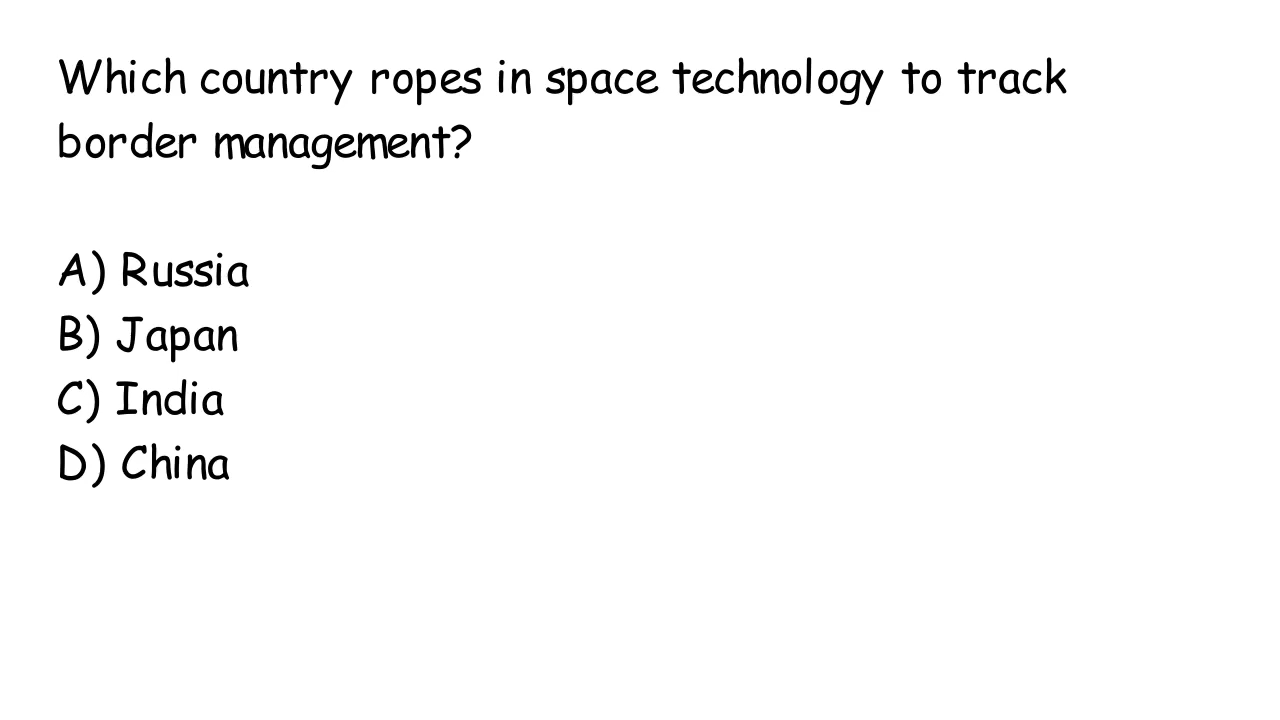 Which country ropes in space technology to track
border management?
A) Russia
B) Japan
C) India
D) China